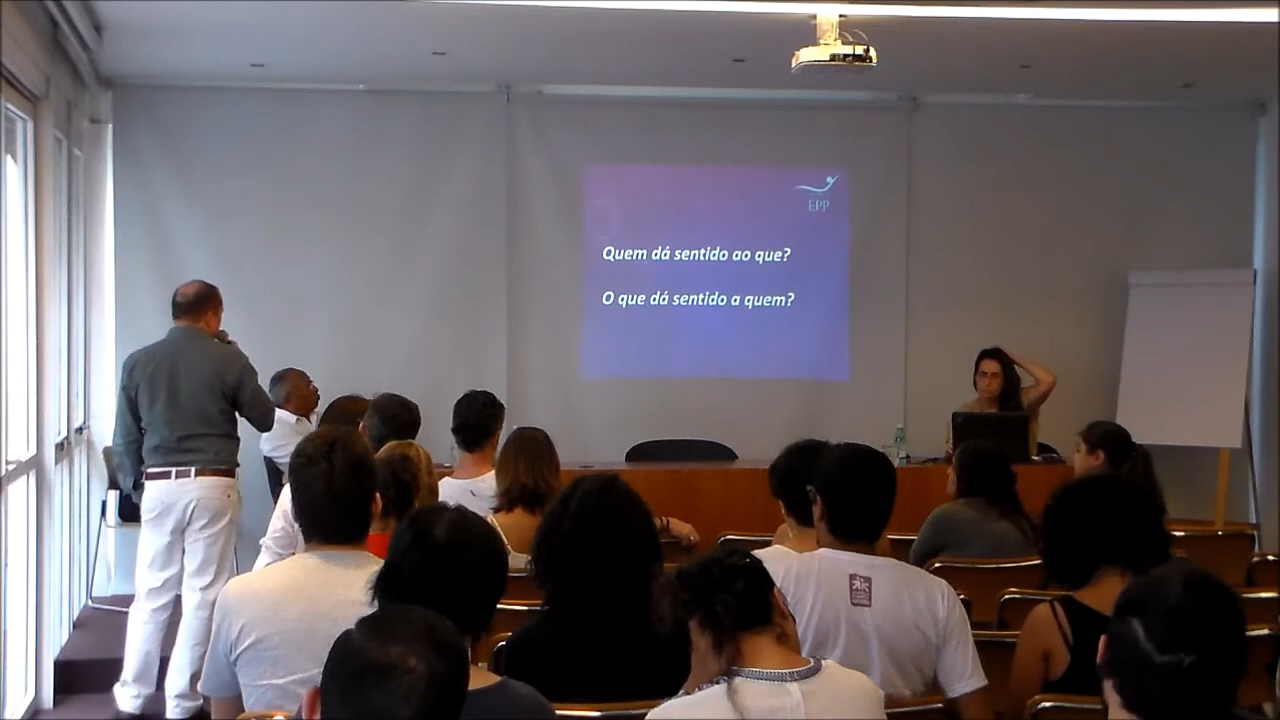 EPP
Quem dá sentido ao que?
O que dá sentido a quem?